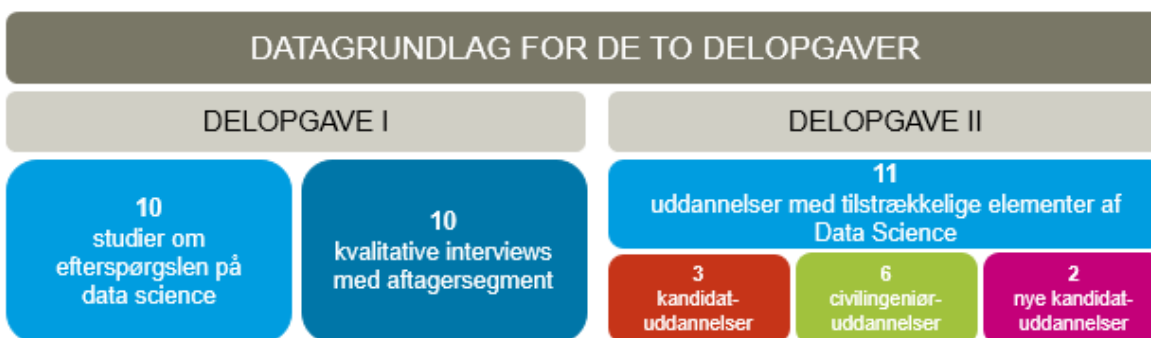 DATAGRUNDLAG FOR DE TO DELOPGAVER
DELOPGAVE I
10
studier om
efterspørgslen på
data science
10
kvalitative interviews
med aftagersegment
DELOPGAVE II
11
uddannelser med tilstrækkelige elementer af
Data Science
3
kandidat-
uddannelser
6
civilingeniør-
uddannelser
2
nye kandidat-
uddannelser